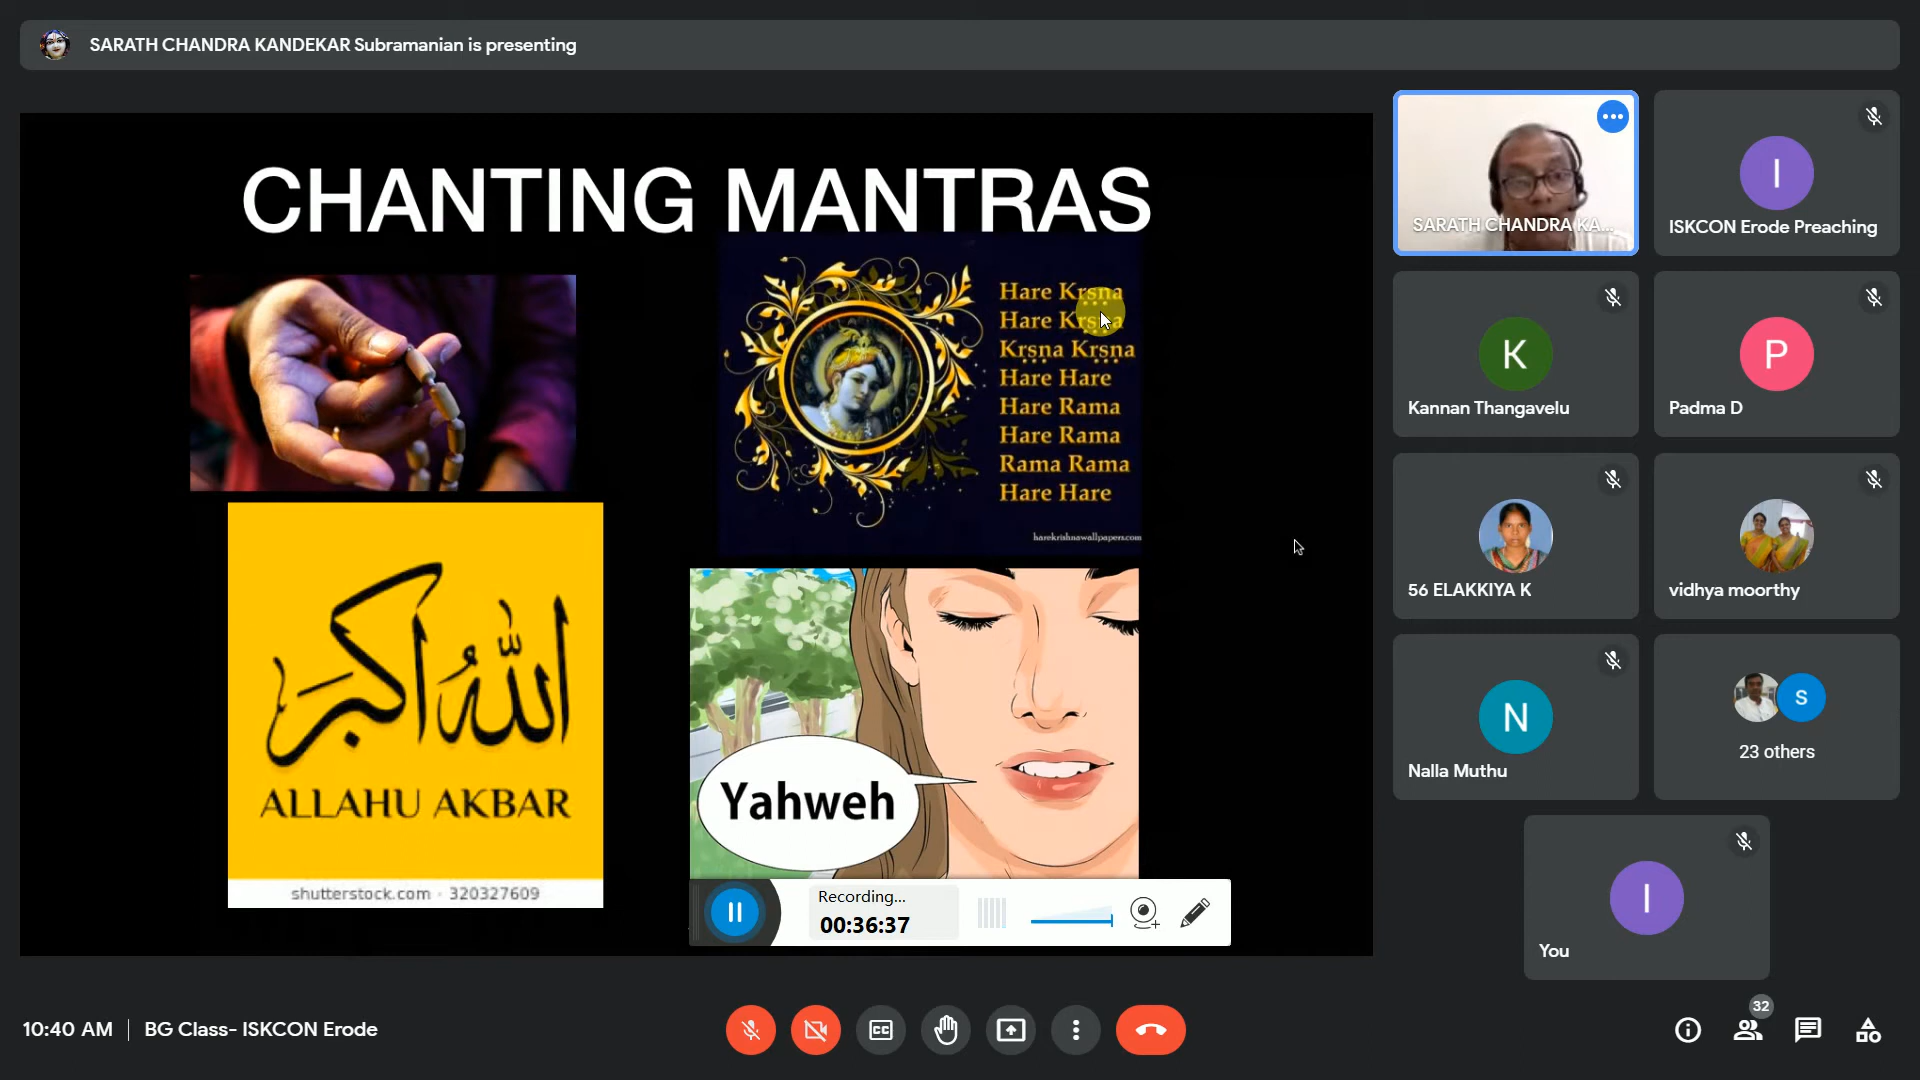 SARATH CHANDRA KANDEKAR Subramanian is presenting
CHANTING MANTRAS
Hare Krsna
Hare Krsna
Krsna Krsna
Hare Hare
Hare Rama
Hare Rama
Rama Rama
Hare Hare
harekrishnawallpapers.com
الله أكبر
ALLAHU AKBAR
shutterstock.com · 320327609
Yahweh
Recording...
00:36:37
SARATH CHANDRA KA...
I
ISKCON Erode Preaching
K
Kannan Thangavelu
P
Padma D
56 ELAKKIYA K
vidhya moorthy
N
Nalla Muthu
S
23 others
I
You
10:40 AM | BG Class- ISKCON Erode
CC
32